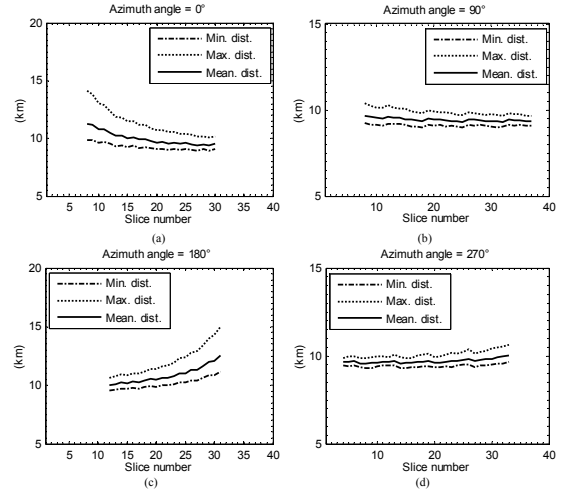 Azimuth angle = 0°
20
15
10
5
(km)
Min. dist.
Max. dist.
Mean. dist.
5 10 15 20 25 30 35 40
Slice number
(a)
Azimuth angle = 90°
15
10
5
(km)
Min. dist.
Max. dist.
Mean. dist.
10 20 30 40
Slice number
(b)
Azimuth angle = 180°
20
15
10
5
(km)
Min. dist.
Max. dist.
Mean. dist.
10 20 30 40
Slice number
(c)
Azimuth angle = 270°
15
10
5
(km)
Min. dist.
Max. dist.
Mean. dist.
10 20 30 40
Slice number
(d)